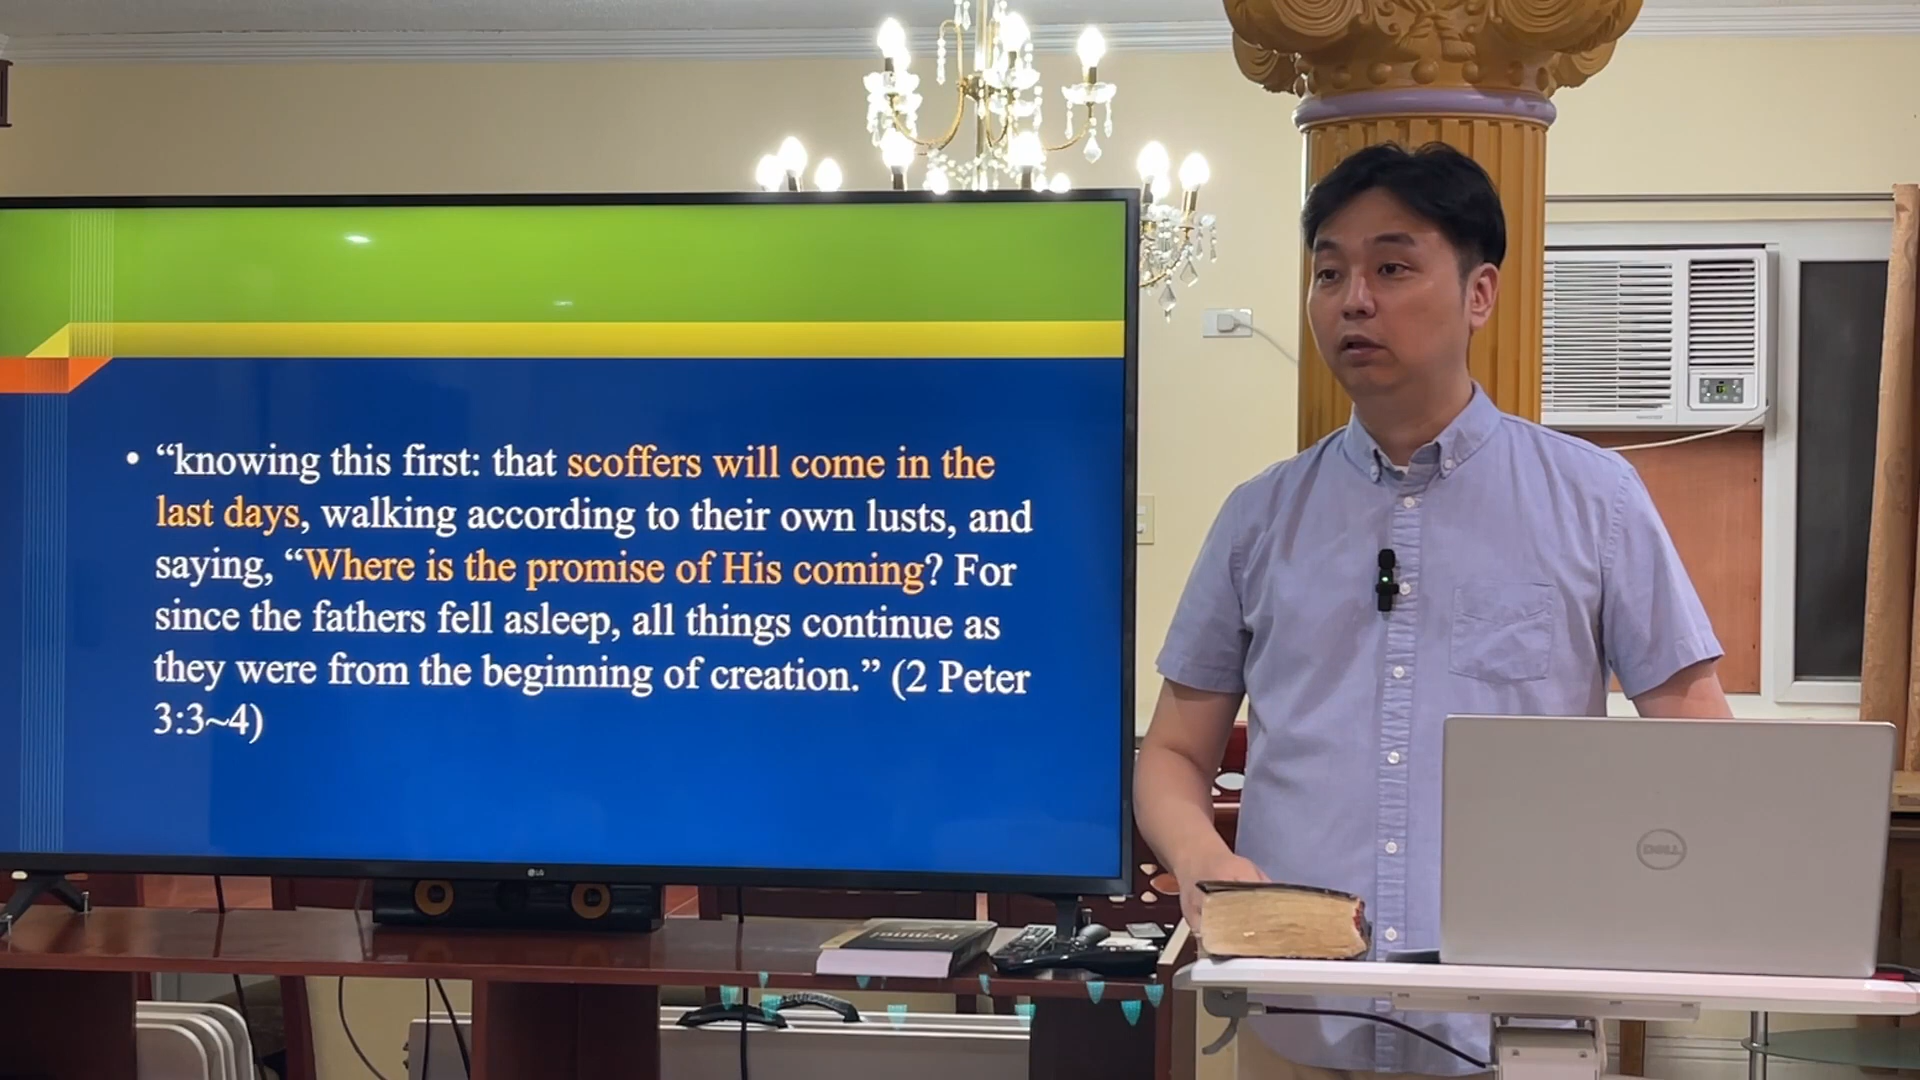 • “knowing this first: that scoffers will come in the
last days, walking according to their own lusts, and
saying, “Where is the promise of His coming? For
since the fathers fell asleep, all things continue as
they were from the beginning of creation.” (2 Peter
3:3~4)
LG
Hymnal
DELL